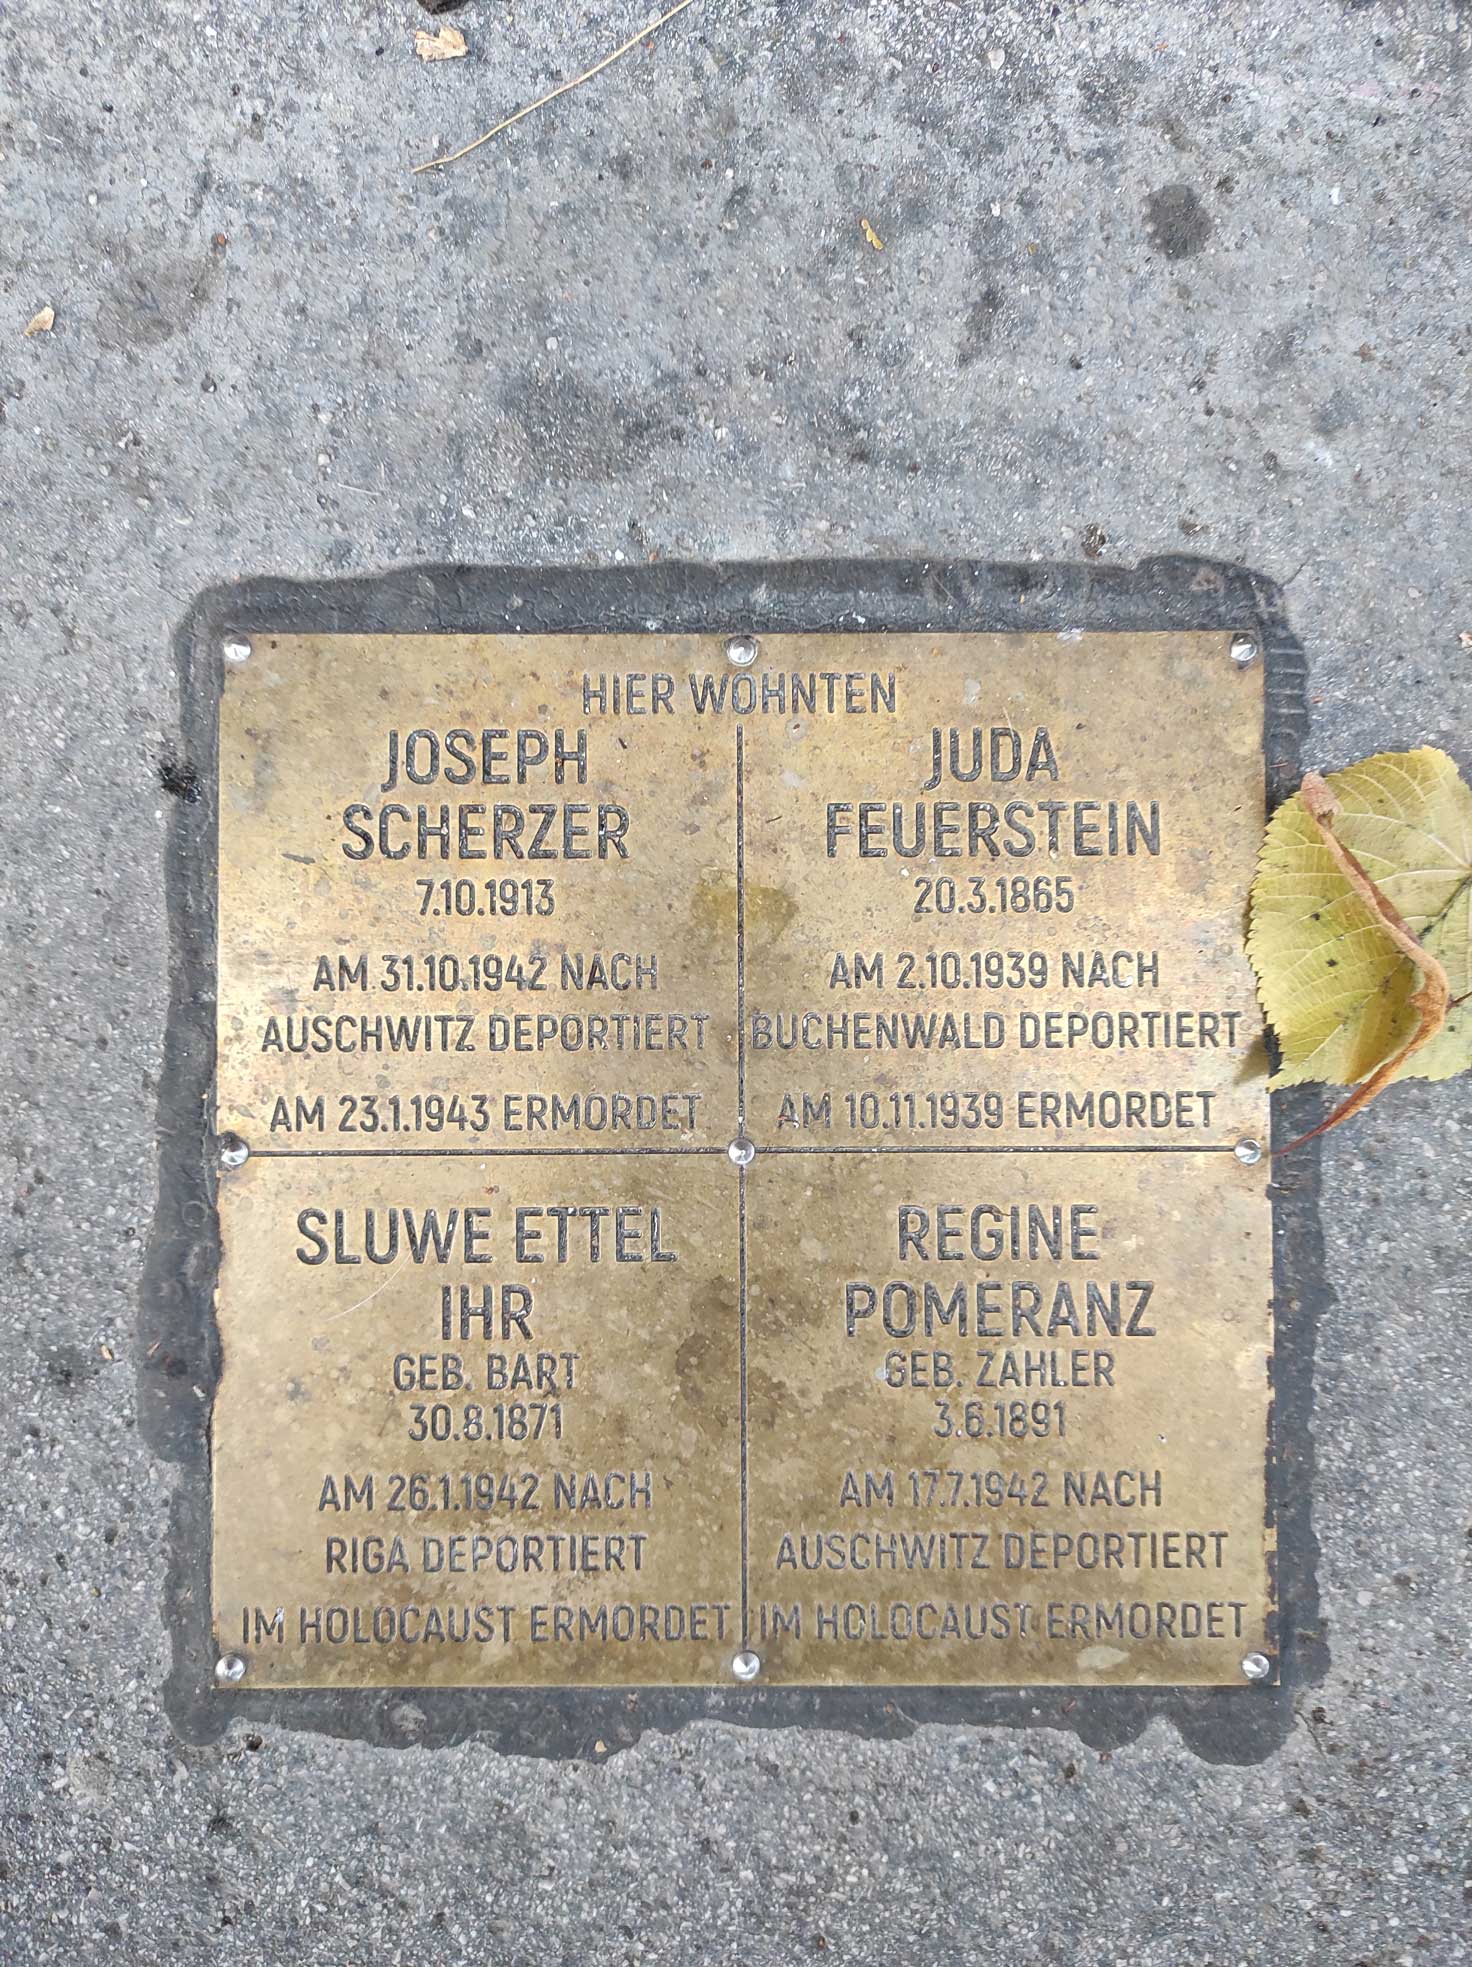 HIER WOHNTEN
JOSEPH
SCHERZER
7.10.1913
AM 31.10.1942 NACH
AUSCHWITZ DEPORTIERT
AM 23.1.1943 ERMORDET
JUDA
FEUERSTEIN
20.3.1865
AM 2.10.1939 NACH
BUCHENWALD DEPORTIERT
AM 10.11.1939 ERMORDET
SLUWE ETTEL
IHR
GEB. BART
30.8.1871
AM 26.1.1942 NACH
RIGA DEPORTIERT
IM HOLOCAUST ERMORDET
REGINE
POMERANZ
GEB. ZAHLER
3.6.1891
AM 17.7.1942 NACH
AUSCHWITZ DEPORTIERT
IM HOLOCAUST ERMORDET